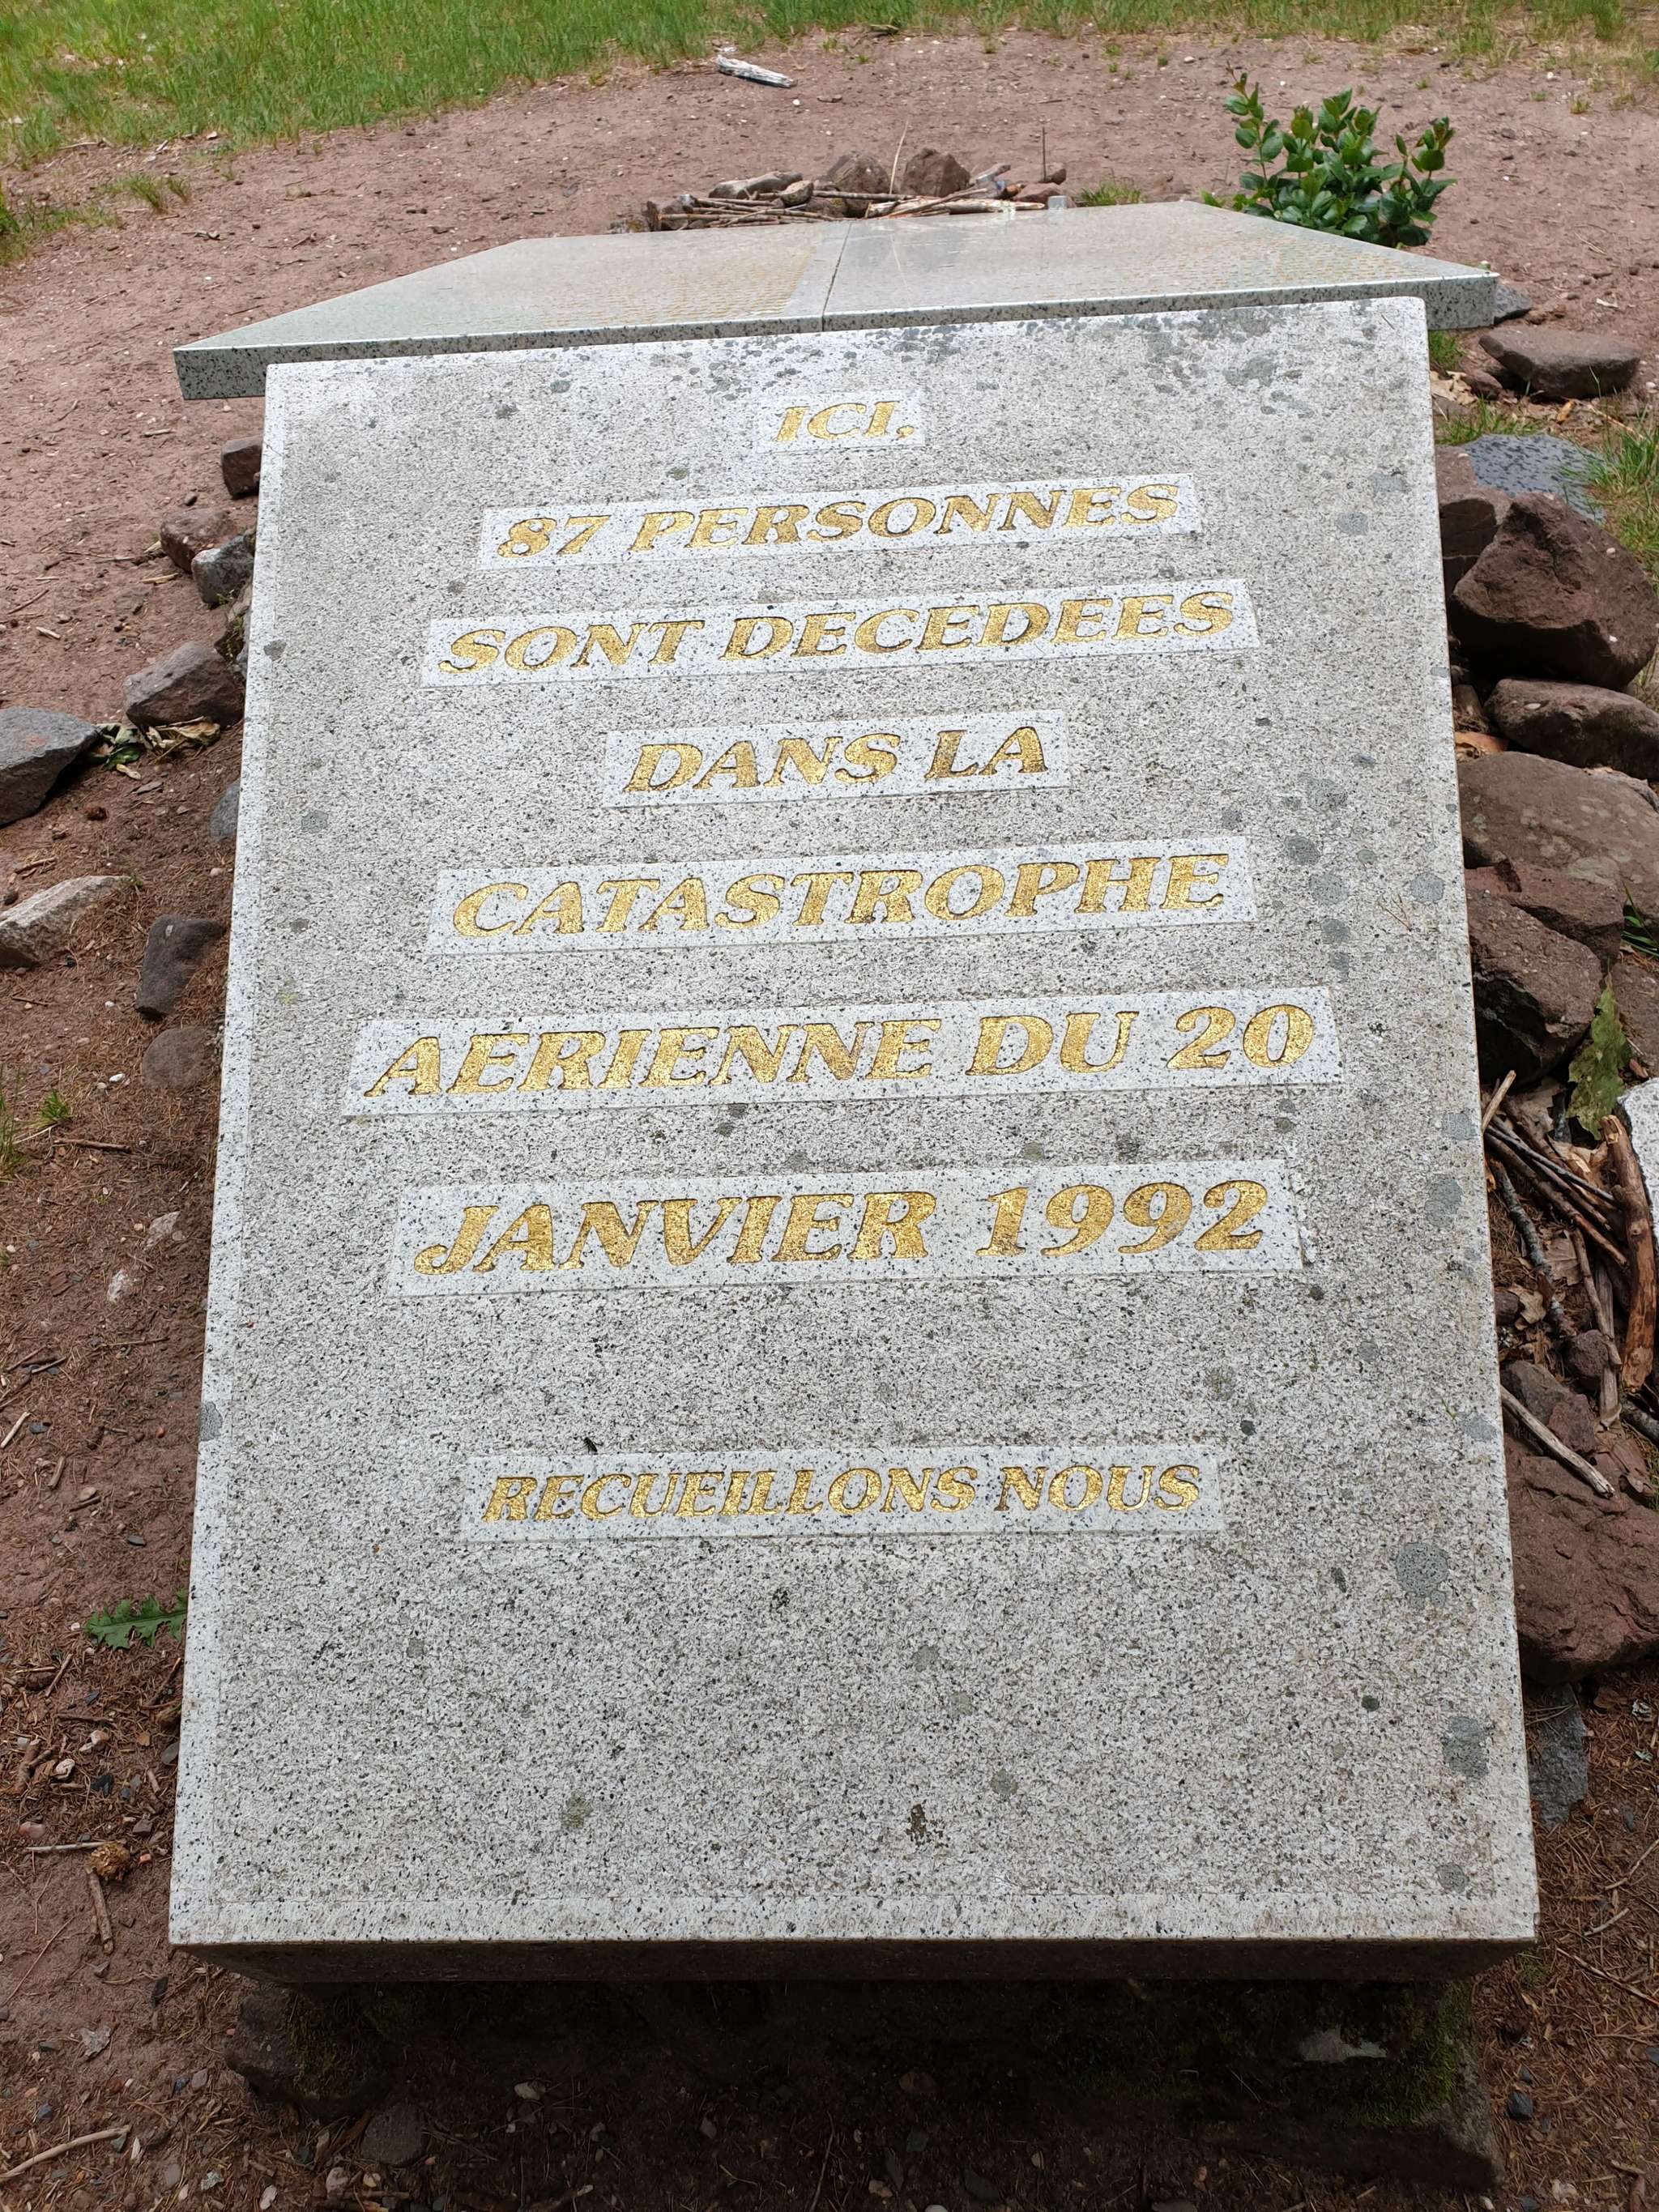 ICI,
87 PERSONNES
SONT DECEDEES
DANS LA
CATASTROPHE
AERIENNE DU 20
JANVIER 1992
RECUEILLONS NOUS